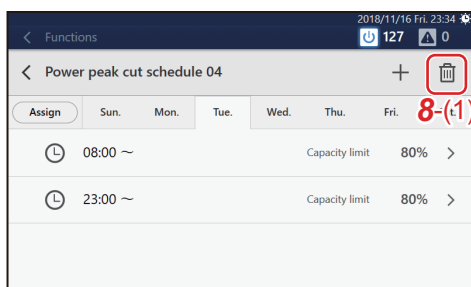 2018/11/16 Fri. 23:34
Functions 127 0
Power peak cut schedule 04
Assign Sun. Mon. Tue. Wed. Thu. Fri. 8-(1) t.
08:00 ~ Capacity limit 80%
23:00 ~ Capacity limit 80%